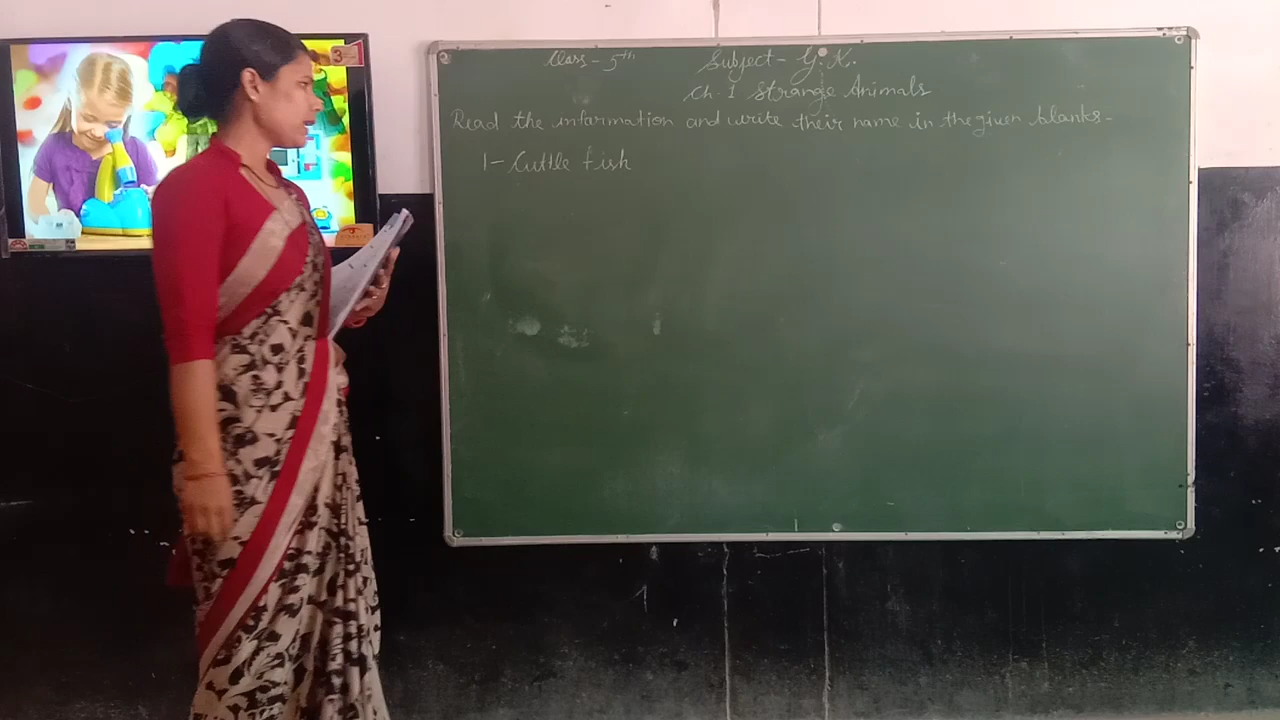 Class - 5th Subject - G.K.
Ch. 1 Strange Animals
Read the information and write their name in the given blanks -
1- Cuttle fish
3